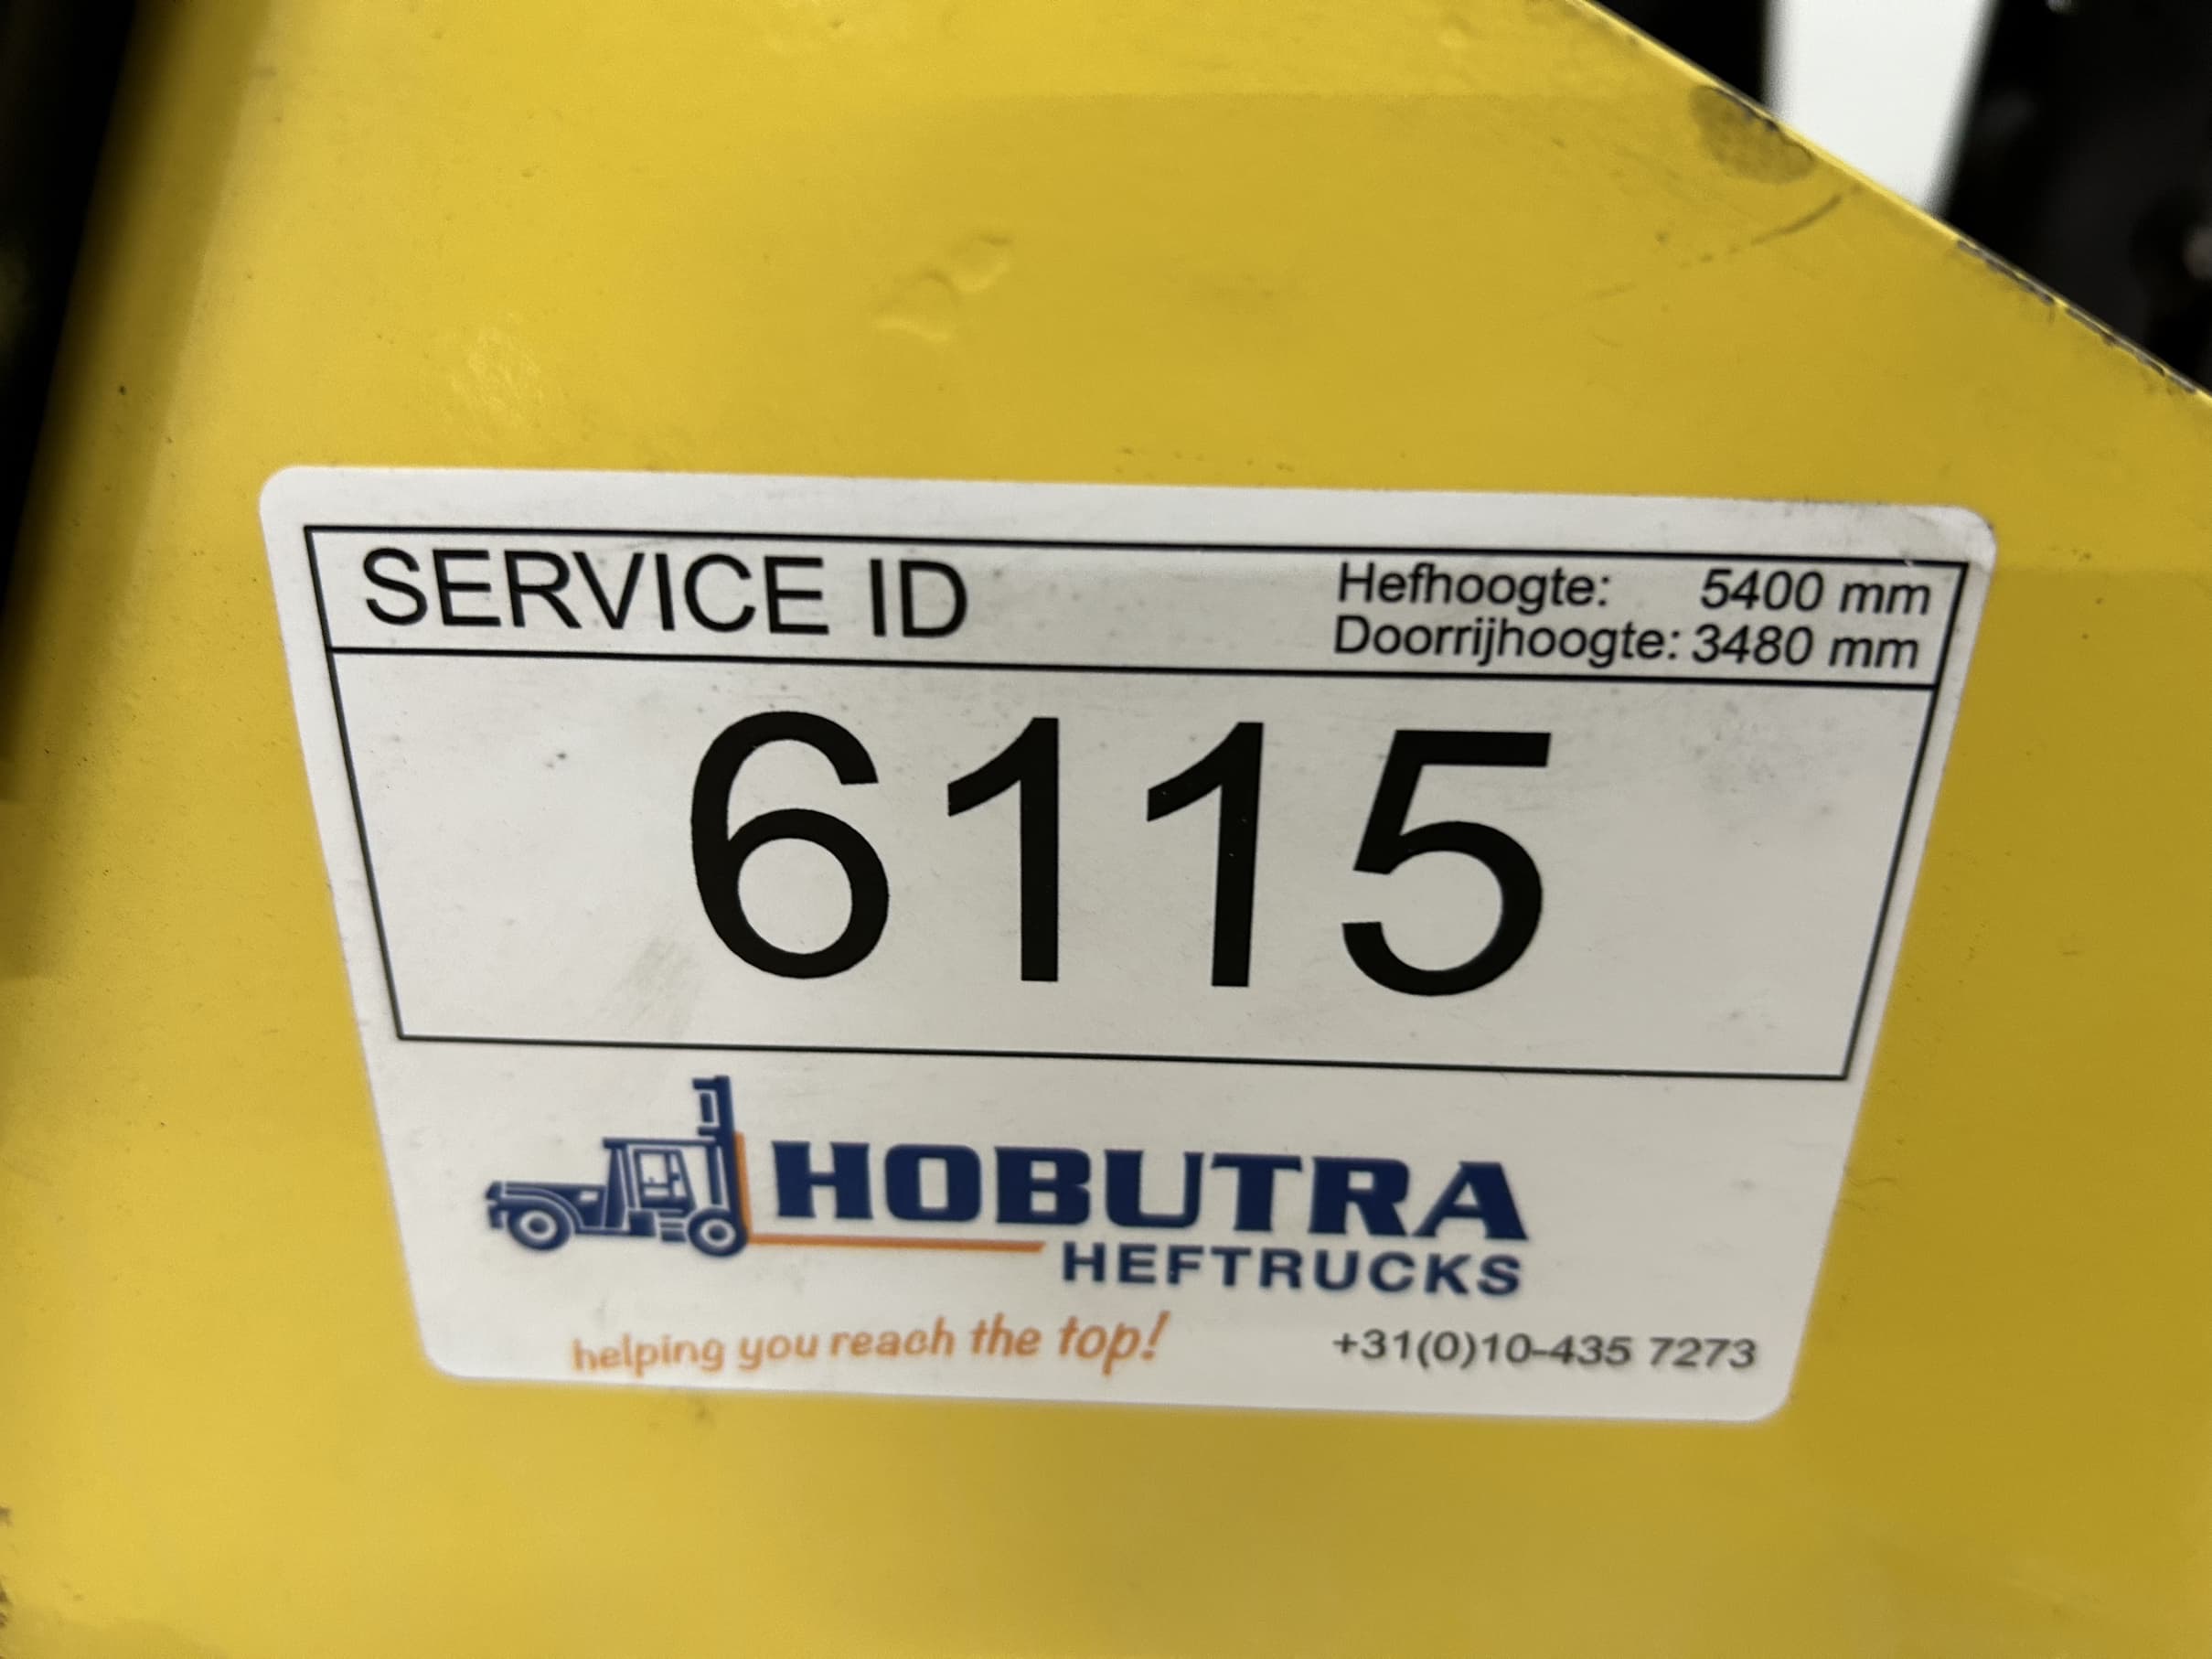 SERVICE ID
Hefhoogte: 5400 mm
Doorrijhoogte: 3480 mm
6115
HOBUTRA
HEFTRUCKS
helping you reach the top!
+31(0)10-435 7273